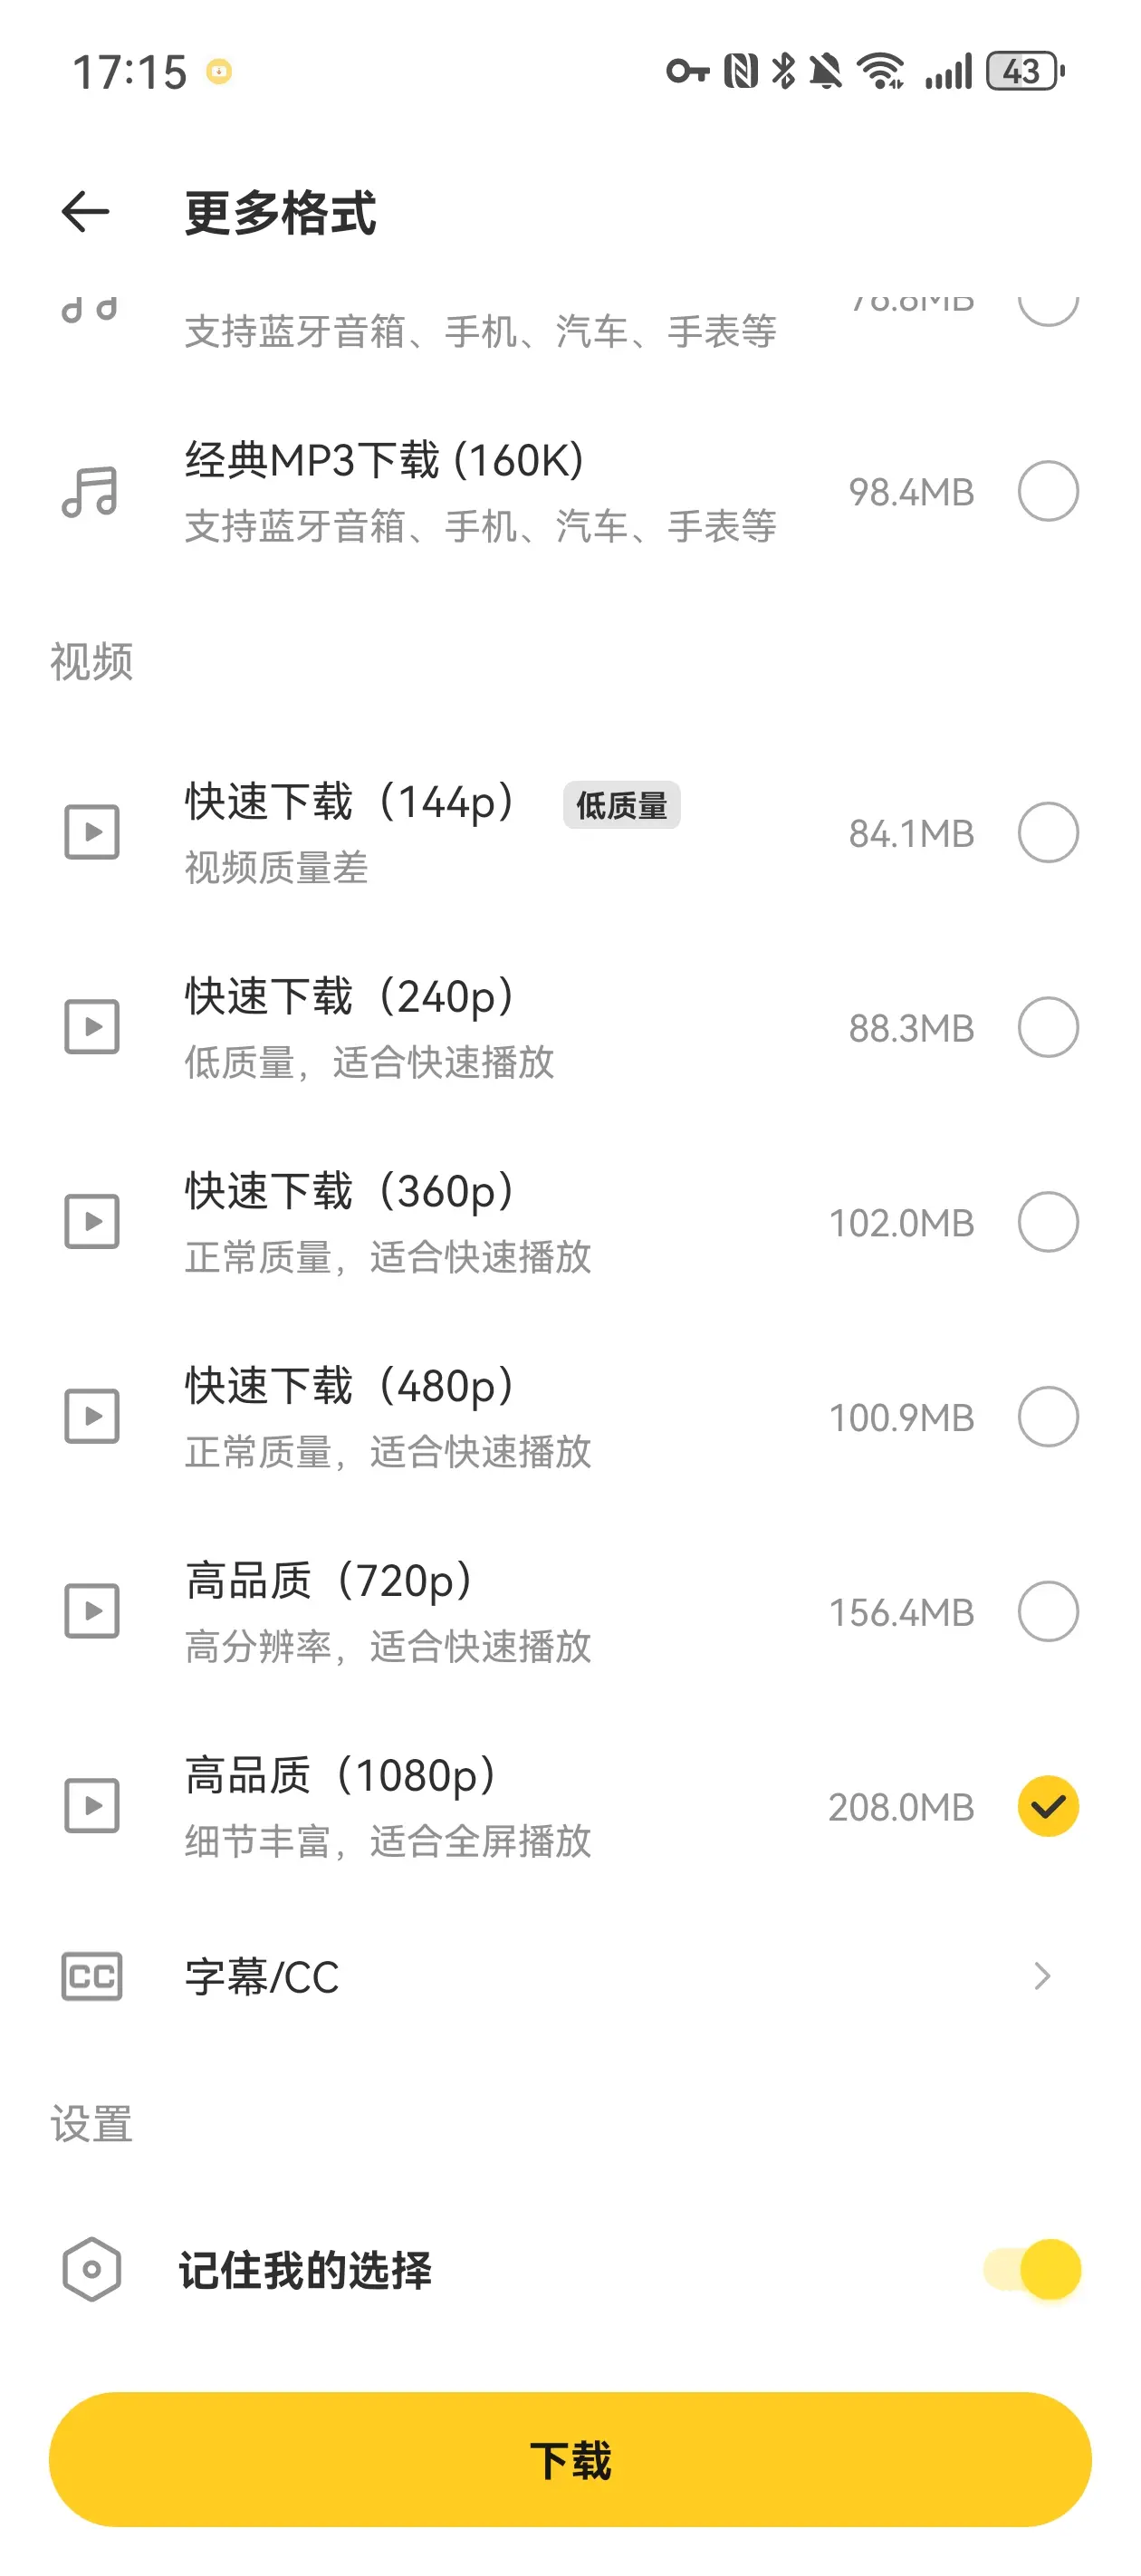 17:15
43
更多格式
78.8MB
支持蓝牙音箱、手机、汽车、手表等
经典MP3下载 (160K)
98.4MB
支持蓝牙音箱、手机、汽车、手表等
视频
快速下载（144p） 低质量
84.1MB
视频质量差
快速下载（240p）
88.3MB
低质量，适合快速播放
快速下载（360p）
102.0MB
正常质量，适合快速播放
快速下载（480p）
100.9MB
正常质量，适合快速播放
高品质（720p）
156.4MB
高分辨率，适合快速播放
高品质（1080p）
208.0MB
细节丰富，适合全屏播放
CC 字幕/CC
设置
记住我的选择
下载